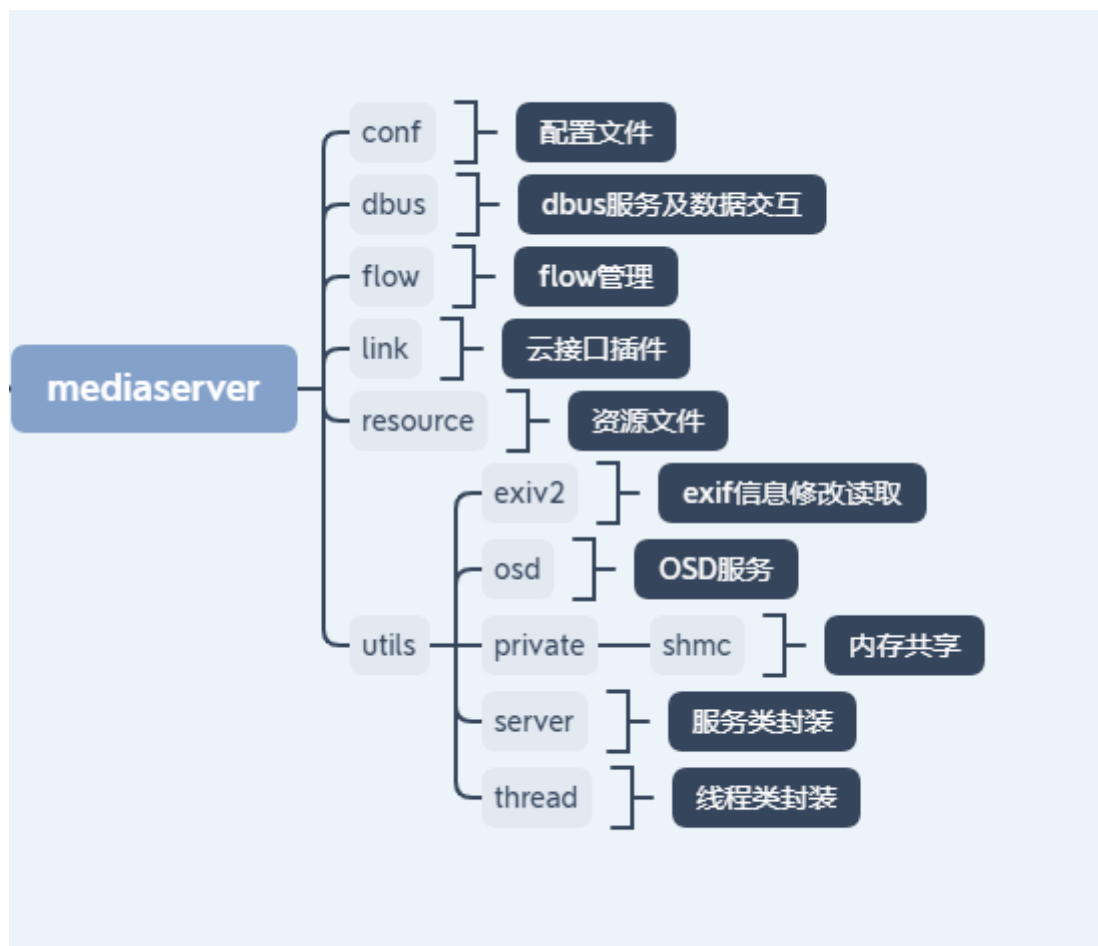 conf 配置文件
dbus dbus服务及数据交互
flow flow管理
link 云接口插件
mediaserver
resource 资源文件
exiv2 exif信息修改读取
osd OSD服务
utils private shmc 内存共享
server 服务类封装
thread 线程类封装